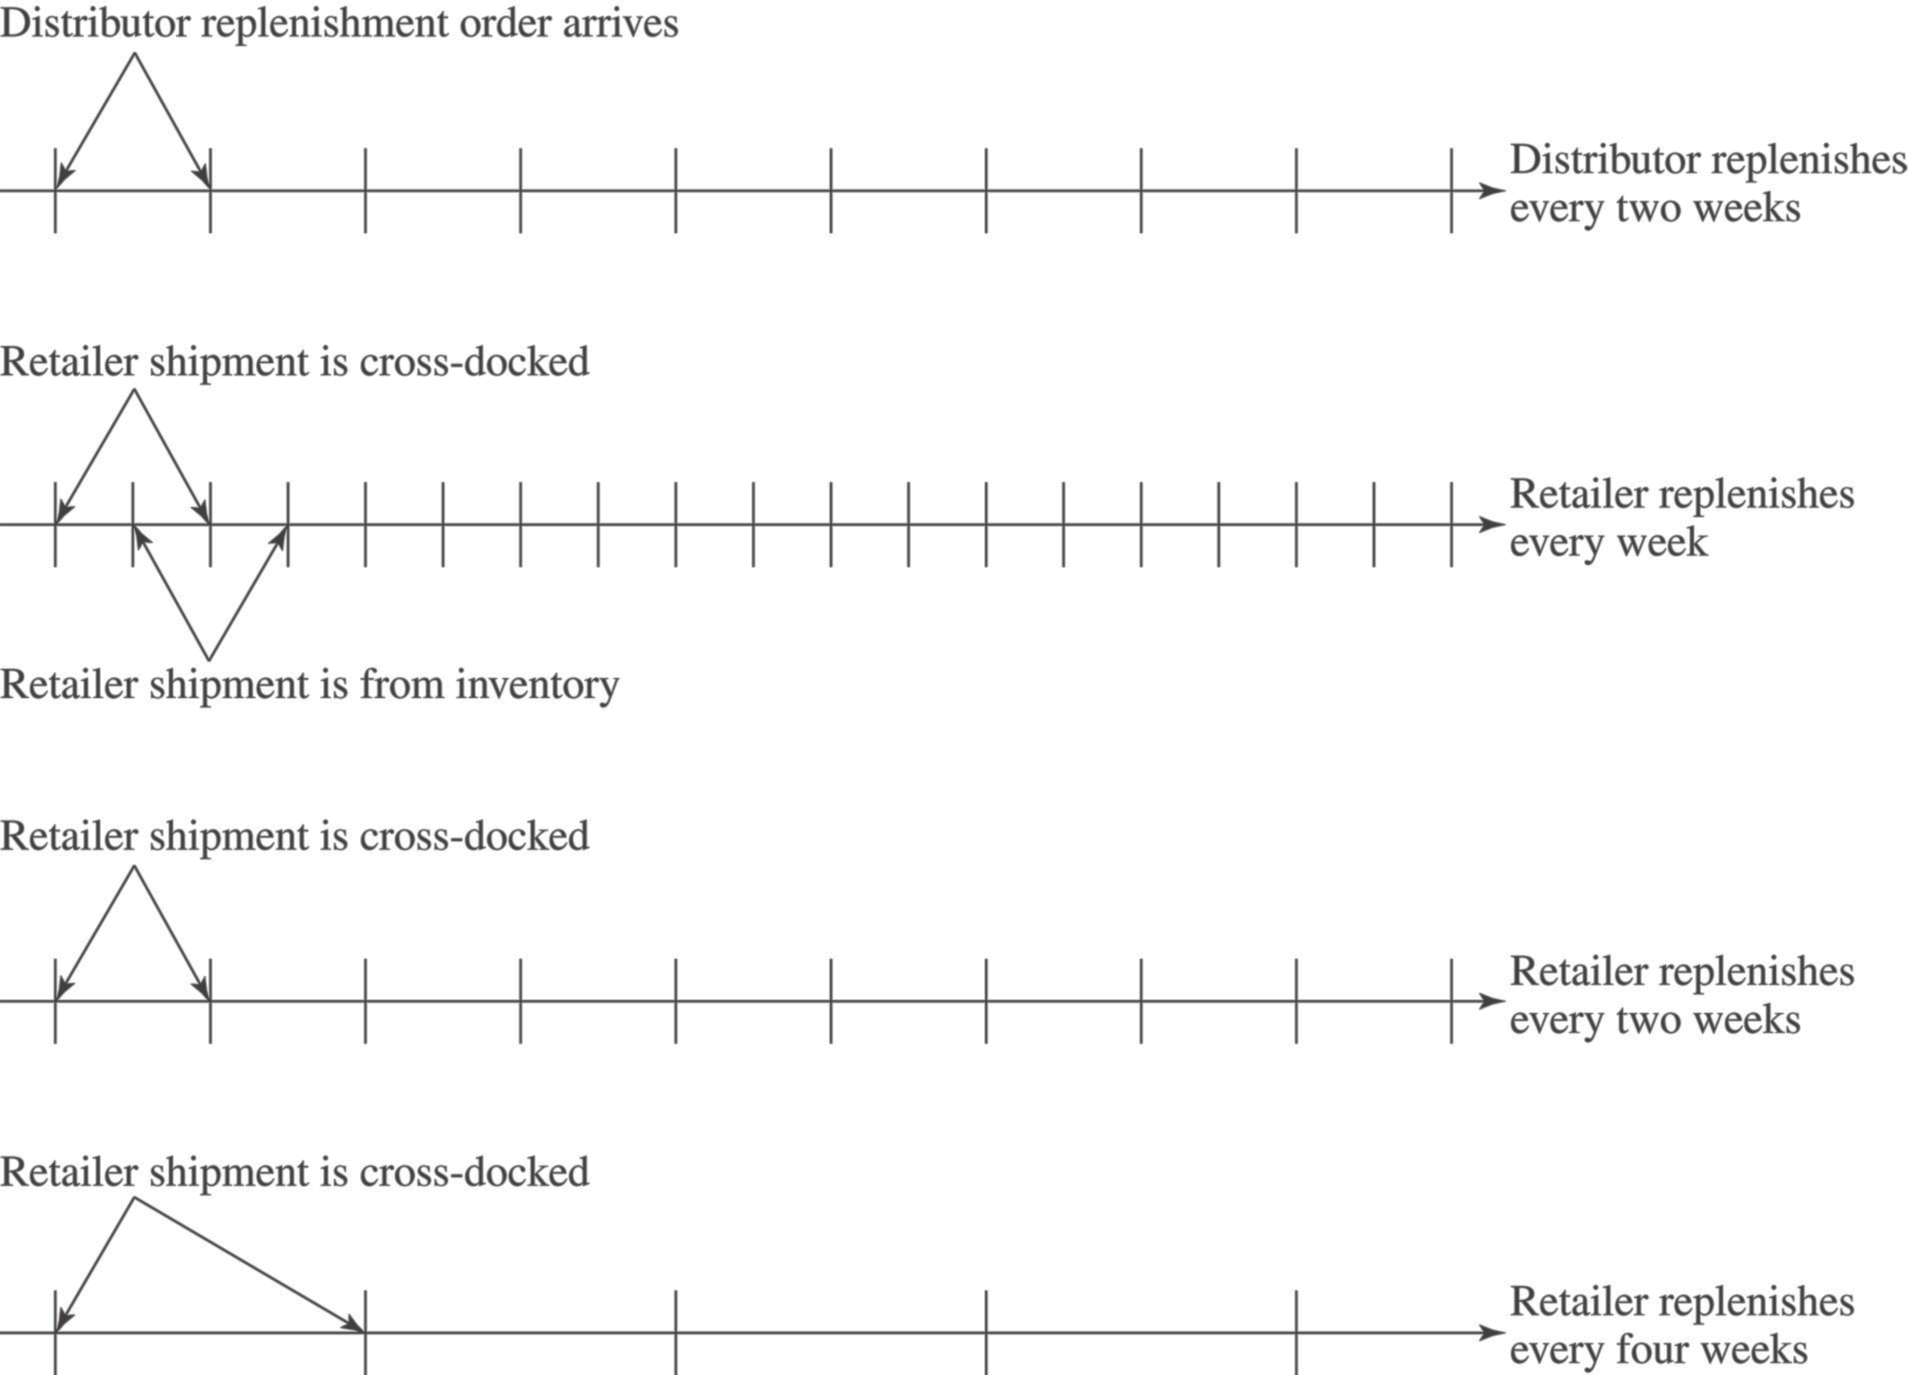 Distributor replenishment order arrives
Distributor replenishes
every two weeks
Retailer shipment is cross-docked
Retailer replenishes
every week
Retailer shipment is from inventory
Retailer shipment is cross-docked
Retailer replenishes
every two weeks
Retailer shipment is cross-docked
Retailer replenishes
every four weeks